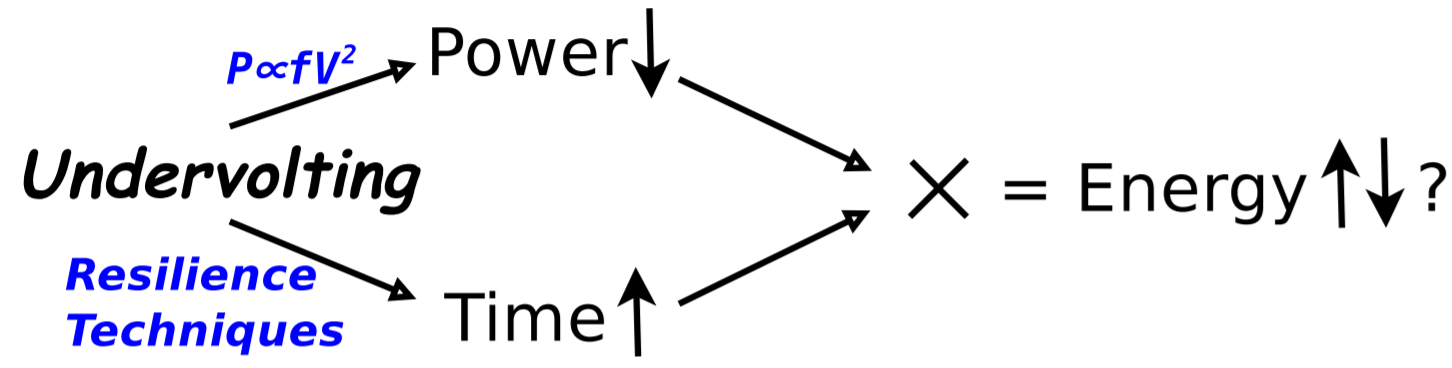 P∝fV²
Power↓
Undervolting
× = Energy↑↓?
Resilience
Techniques
Time↑